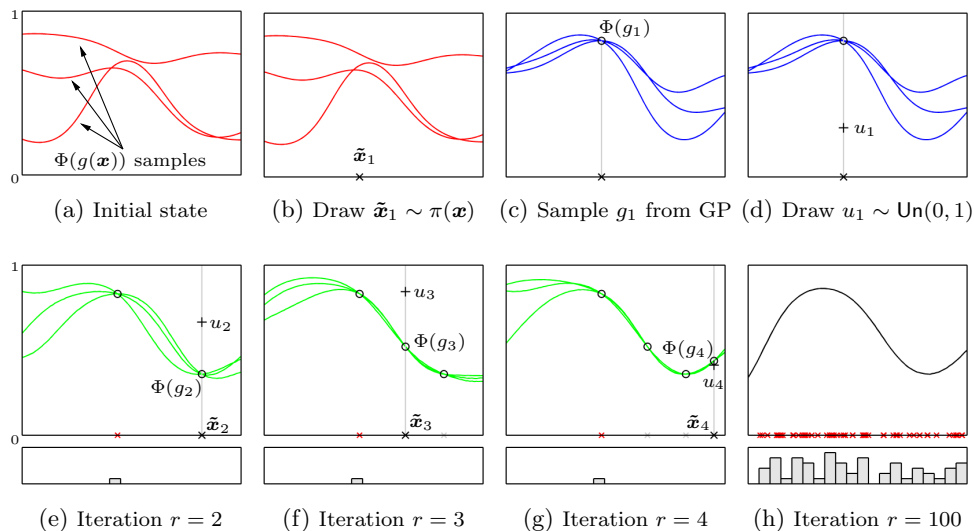 1
0
Φ(g(x)) samples
x̃₁
Φ(g₁)
u₁
(a) Initial state
(b) Draw x̃₁ ∼ π(x)
(c) Sample g₁ from GP
(d) Draw u₁ ∼ Un(0, 1)
1
0
u₂
Φ(g₂)
x̃₂
u₃
Φ(g₃)
x̃₃
Φ(g₄)
u₄
x̃₄
(e) Iteration r = 2
(f) Iteration r = 3
(g) Iteration r = 4
(h) Iteration r = 100